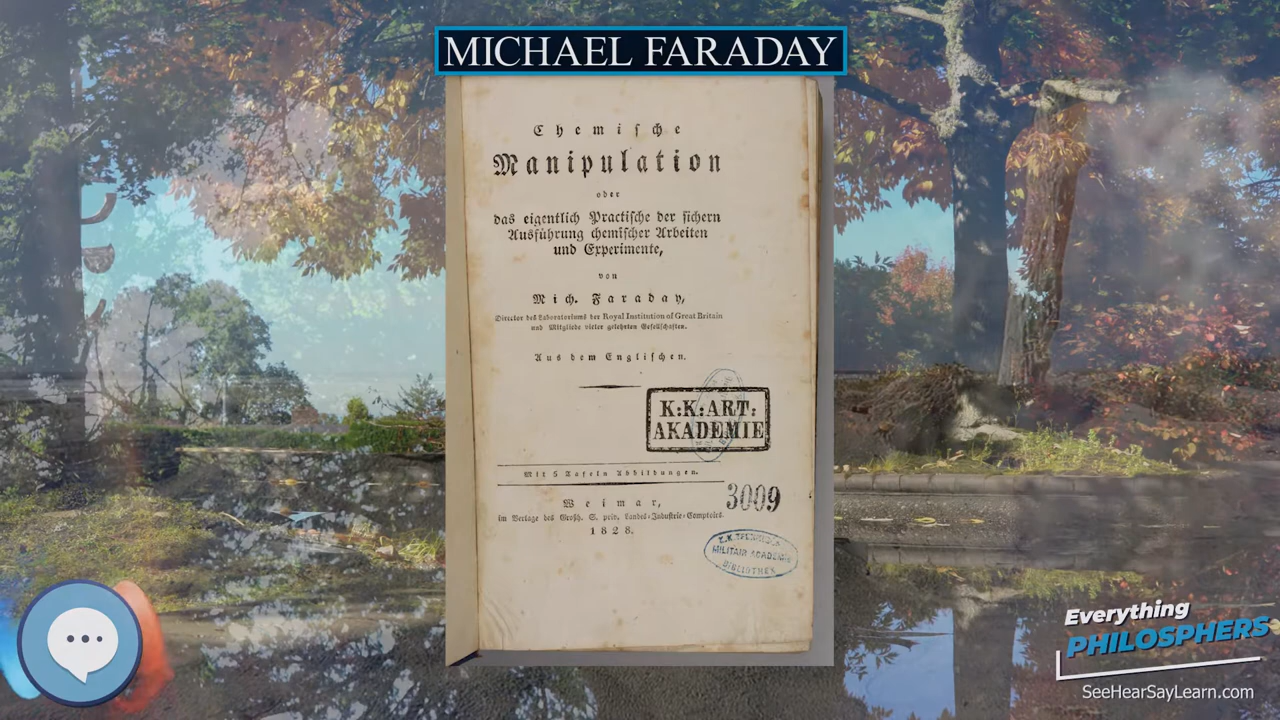 MICHAEL FARADAY
Chemische
Manipulation
oder
das eigentlich Practische der sichern
Ausführung chemischer Arbeiten
und Experimente,
von
Mich. Faraday,
Director des Laboratoriums der Royal Institution of Great Britain
und Mitgliede vieler gelehrten Gesellschaften.
Aus dem Englischen.
K:K:ART:
AKADEMIE
Mit 5 Tafeln Abbildungen.
3009
Weimar,
im Verlage des Großh. S. priv. Landes-Industrie-Comptoirs.
1828.
MILITAIR AKADEMIE
BIBLIOTHEK
Everything
PHILOSPHERS
SeeHearSayLearn.com